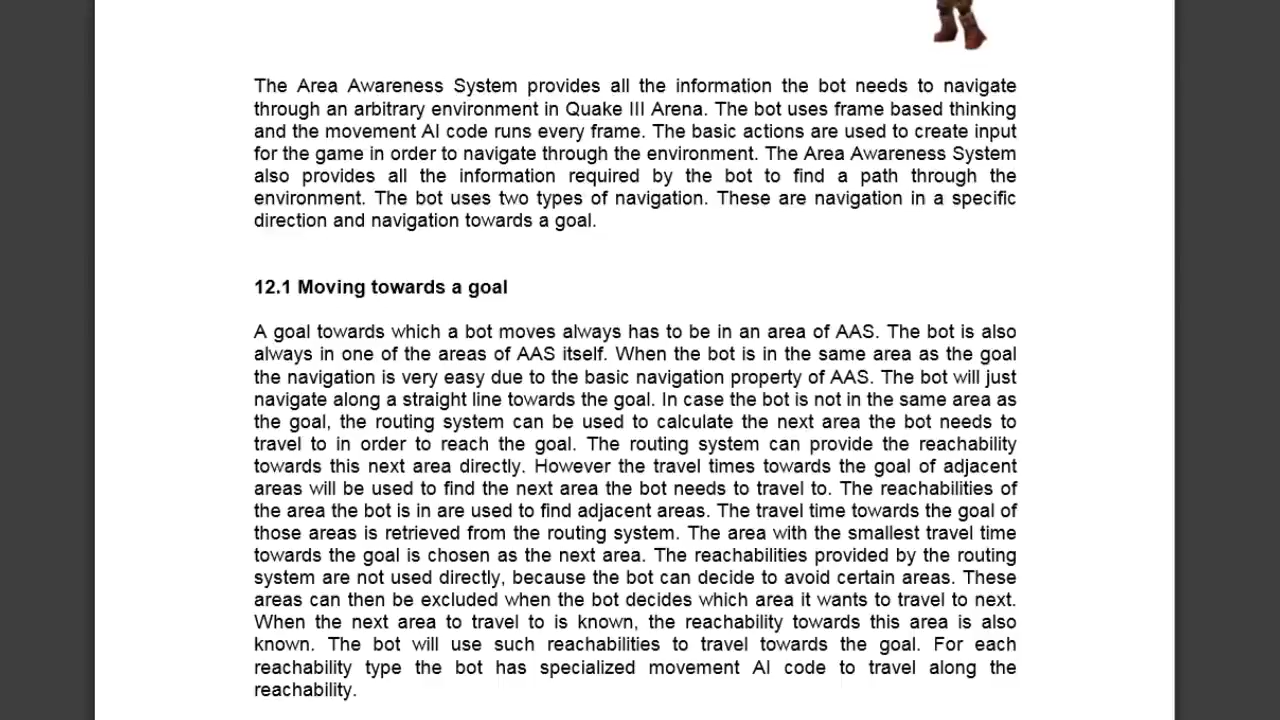 The Area Awareness System provides all the information the bot needs to navigate
through an arbitrary environment in Quake III Arena. The bot uses frame based thinking
and the movement AI code runs every frame. The basic actions are used to create input
for the game in order to navigate through the environment. The Area Awareness System
also provides all the information required by the bot to find a path through the
environment. The bot uses two types of navigation. These are navigation in a specific
direction and navigation towards a goal.
12.1 Moving towards a goal
A goal towards which a bot moves always has to be in an area of AAS. The bot is also
always in one of the areas of AAS itself. When the bot is in the same area as the goal
the navigation is very easy due to the basic navigation property of AAS. The bot will just
navigate along a straight line towards the goal. In case the bot is not in the same area as
the goal, the routing system can be used to calculate the next area the bot needs to
travel to in order to reach the goal. The routing system can provide the reachability
towards this next area directly. However the travel times towards the goal of adjacent
areas will be used to find the next area the bot needs to travel to. The reachabilities of
the area the bot is in are used to find adjacent areas. The travel time towards the goal of
those areas is retrieved from the routing system. The area with the smallest travel time
towards the goal is chosen as the next area. The reachabilities provided by the routing
system are not used directly, because the bot can decide to avoid certain areas. These
areas can then be excluded when the bot decides which area it wants to travel to next.
When the next area to travel to is known, the reachability towards this area is also
known. The bot will use such reachabilities to travel towards the goal. For each
reachability type the bot has specialized movement AI code to travel along the
reachability.